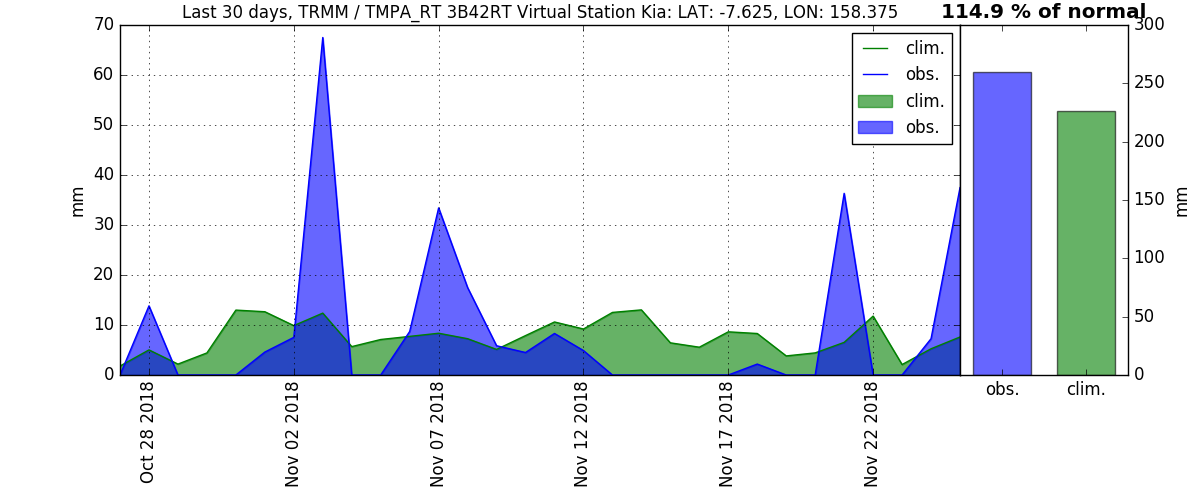 Last 30 days, TRMM / TMPA_RT 3B42RT Virtual Station Kia: LAT: -7.625, LON: 158.375
114.9 % of normal
70
60
50
40
30
20
10
0
mm
clim.
obs.
clim.
obs.
300
250
200
150
100
50
0
mm
Oct 28 2018
Nov 02 2018
Nov 07 2018
Nov 12 2018
Nov 17 2018
Nov 22 2018
obs.
clim.